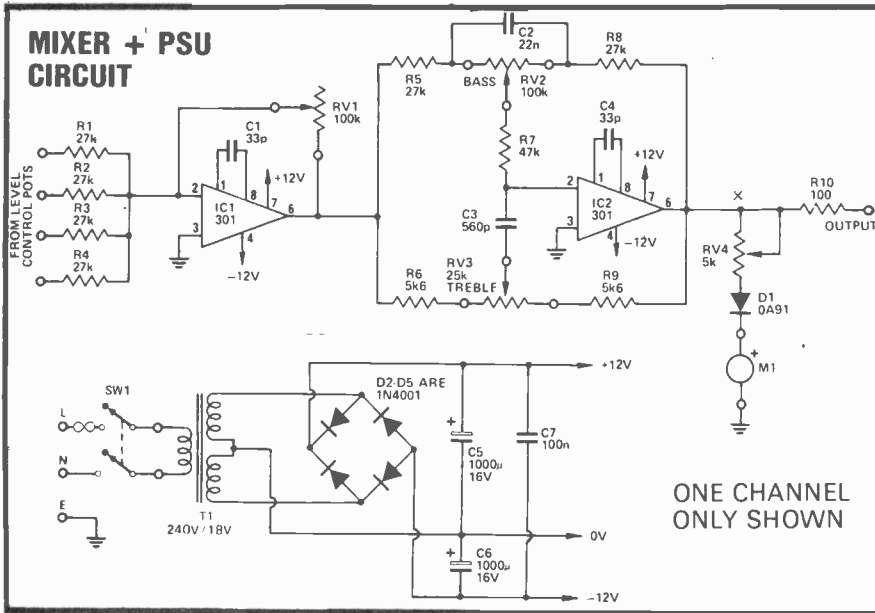 MIXER + PSU
CIRCUIT
FROM LEVEL
CONTROL POTS
R1
27k
R2
27k
R3
27k
R4
27k
RV1
100k
C1
33p
2
3
1
8
7
6
4
IC1
301
+12V
-12V
R5
27k
C2
22n
BASS
RV2
100k
R8
27k
R7
47k
C3
560p
C4
33p
2
3
1
8
7
6
4
IC2
301
+12V
-12V
R6
5k6
RV3
25k
TREBLE
R9
5k6
X
R10
100
OUTPUT
RV4
5k
D1
0A91
+
M1
SW1
L
N
E
T1
240V/18V
D2-D5 ARE
1N4001
+
C5
1000µ
16V
C7
100n
+
C6
1000µ
16V
+12V
0V
-12V
ONE CHANNEL
ONLY SHOWN